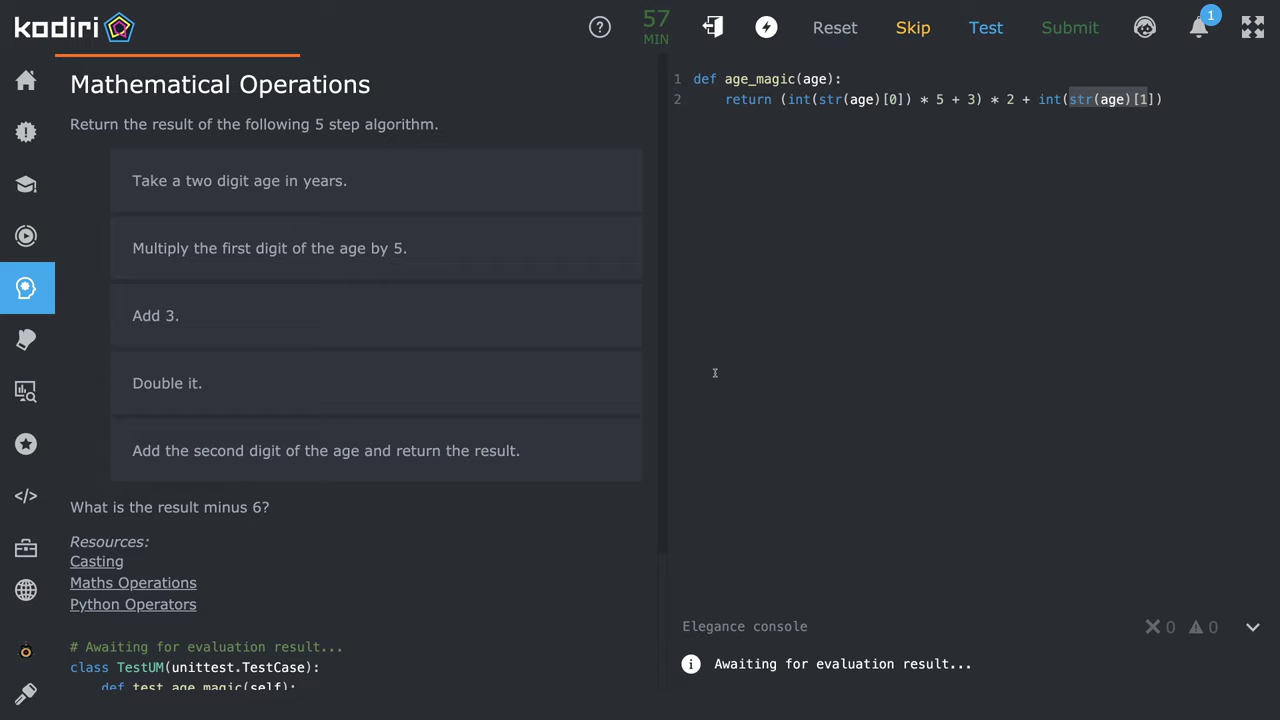 kodiri
57
MIN
Reset
Skip
Test
Submit
1
Mathematical Operations
Return the result of the following 5 step algorithm.
Take a two digit age in years.
Multiply the first digit of the age by 5.
Add 3.
Double it.
Add the second digit of the age and return the result.
What is the result minus 6?
Resources:
Casting
Maths Operations
Python Operators
# Awaiting for evaluation result...
class TestUM(unittest.TestCase):
def test_age_magic(self):
1 def age_magic(age):
2 return (int(str(age)[0]) * 5 + 3) * 2 + int(str(age)[1])
Elegance console
0 0
Awaiting for evaluation result...